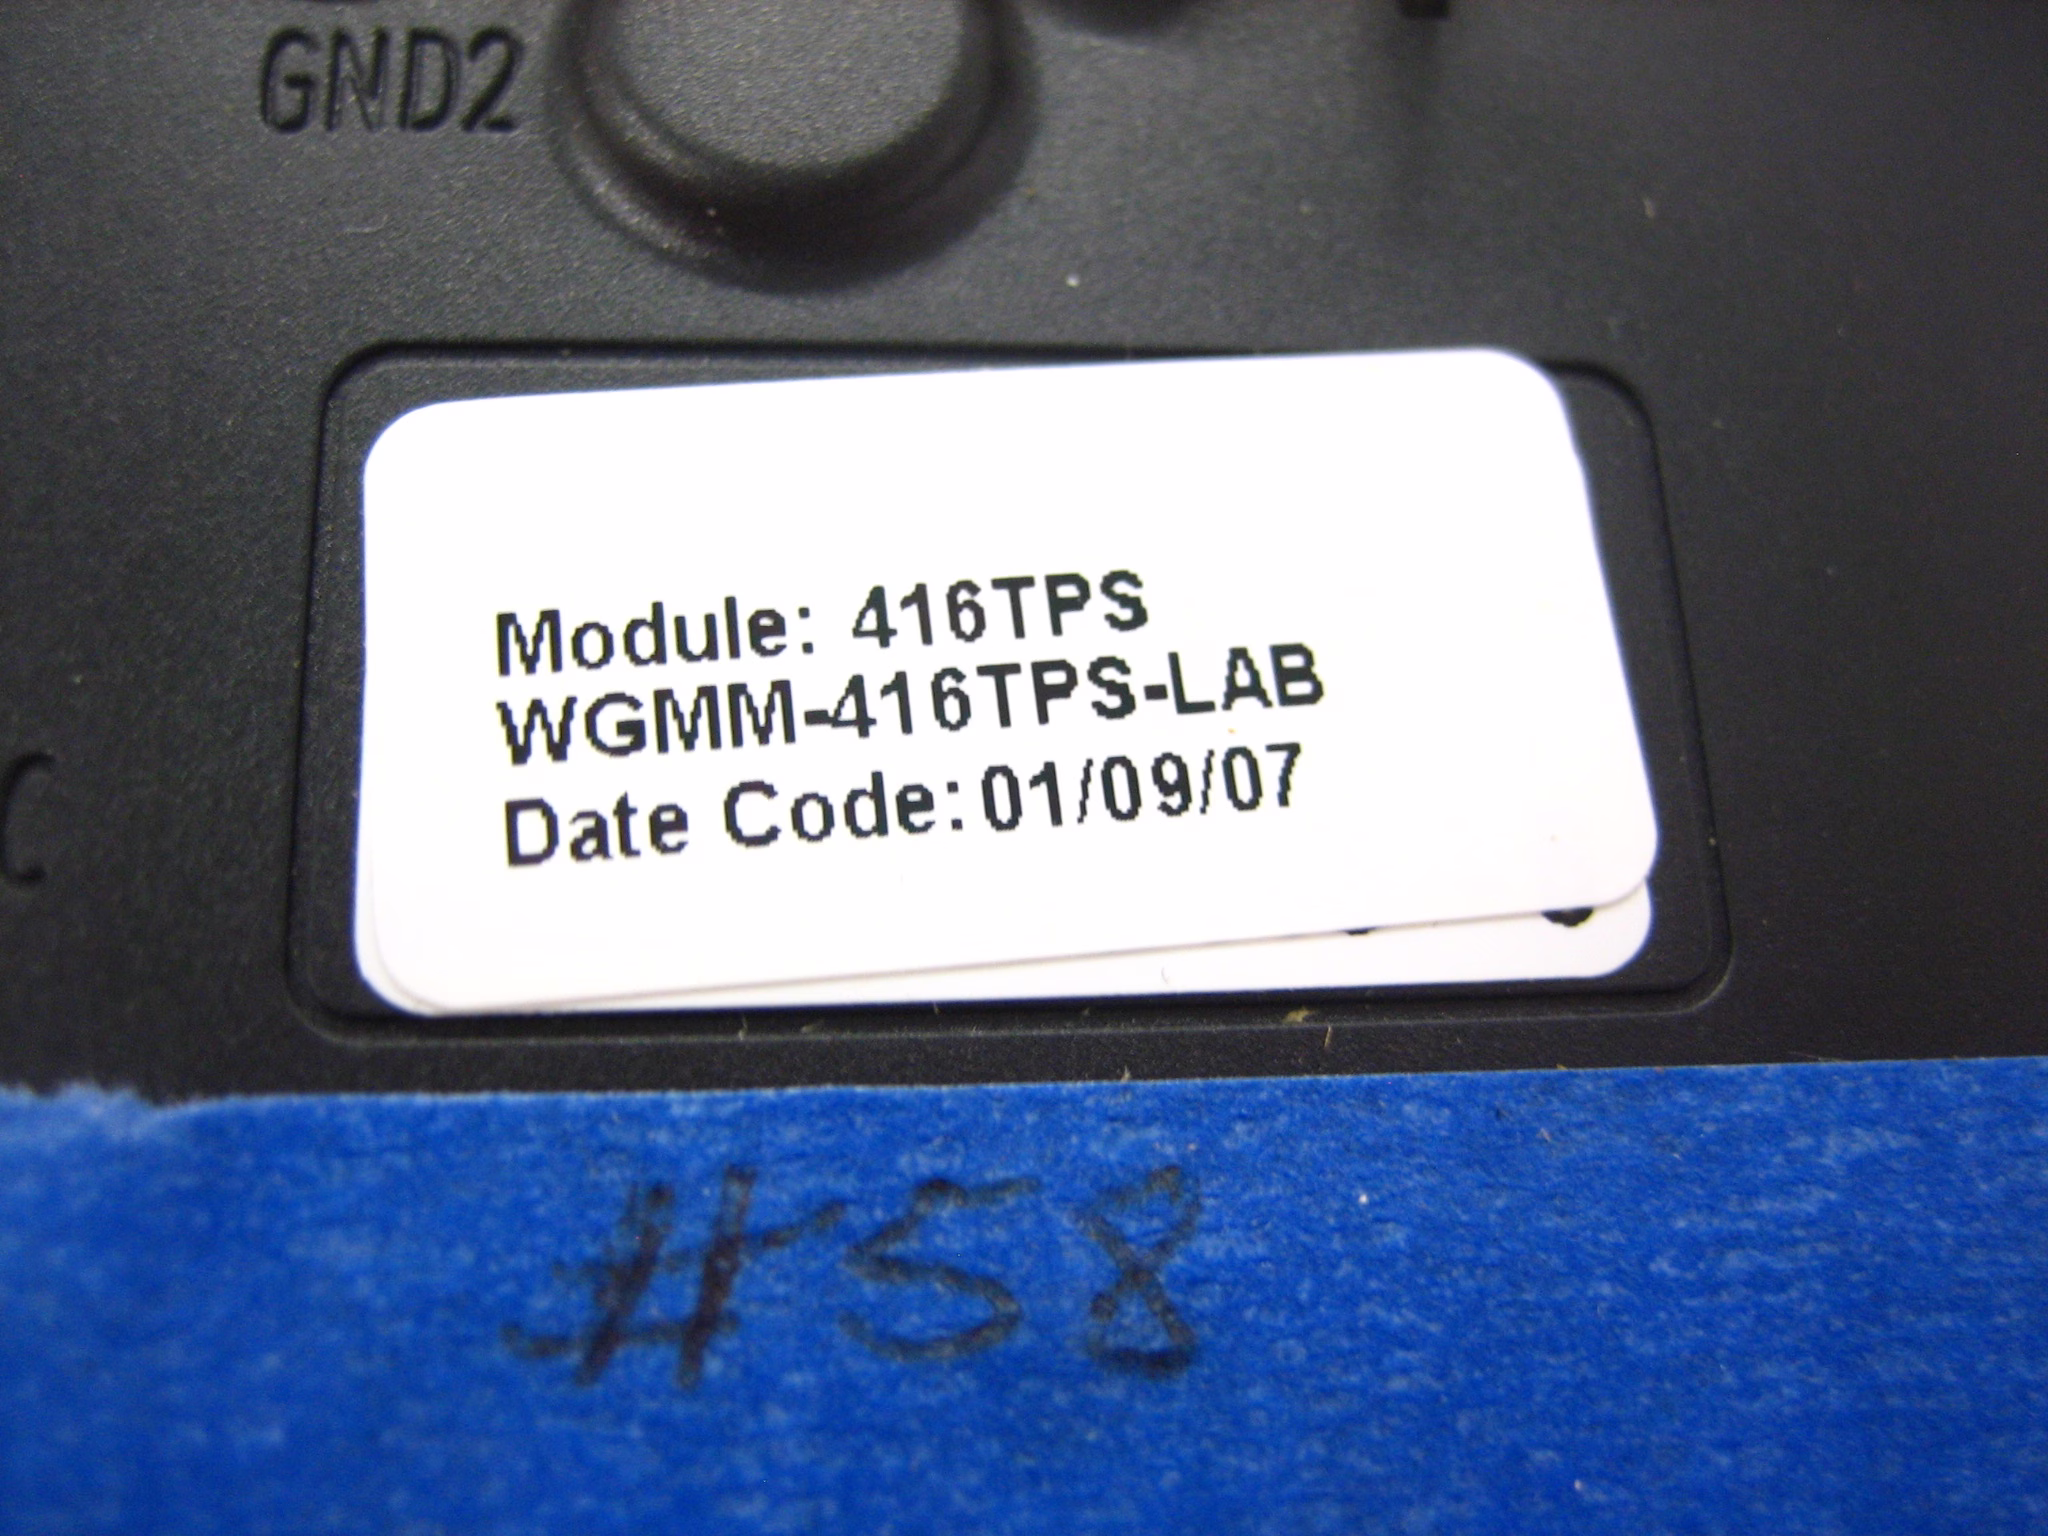 GND2
Module: 416TPS
WGMM-416TPS-LAB
Date Code: 01/09/07
C
#58